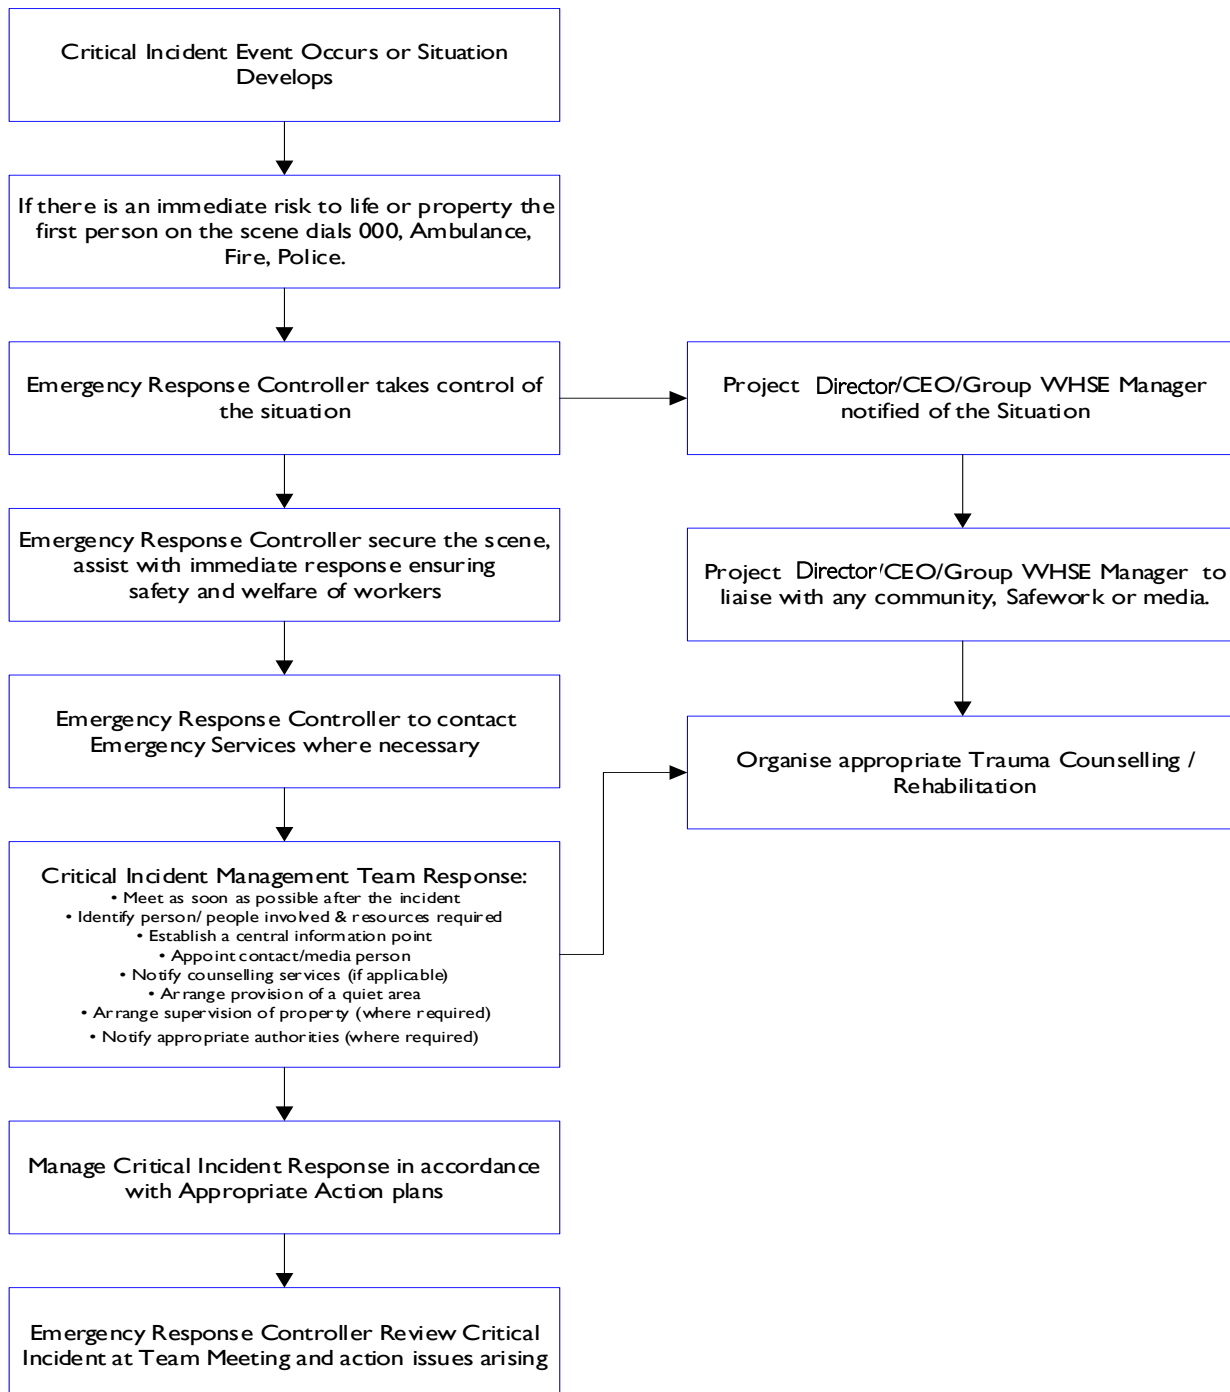 Critical Incident Event Occurs or Situation
Develops
If there is an immediate risk to life or property the
first person on the scene dials 000, Ambulance,
Fire, Police.
Emergency Response Controller takes control of
the situation
Project Director/CEO/Group WHSE Manager
notified of the Situation
Emergency Response Controller secure the scene,
assist with immediate response ensuring
safety and welfare of workers
Project Director/CEO/Group WHSE Manager to
liaise with any community, Safework or media.
Emergency Response Controller to contact
Emergency Services where necessary
Organise appropriate Trauma Counselling /
Rehabilitation
Critical Incident Management Team Response:
• Meet as soon as possible after the incident
• Identify person/ people involved & resources required
• Establish a central information point
• Appoint contact/media person
• Notify counselling services (if applicable)
• Arrange provision of a quiet area
• Arrange supervision of property (where required)
• Notify appropriate authorities (where required)
Manage Critical Incident Response in accordance
with Appropriate Action plans
Emergency Response Controller Review Critical
Incident at Team Meeting and action issues arising